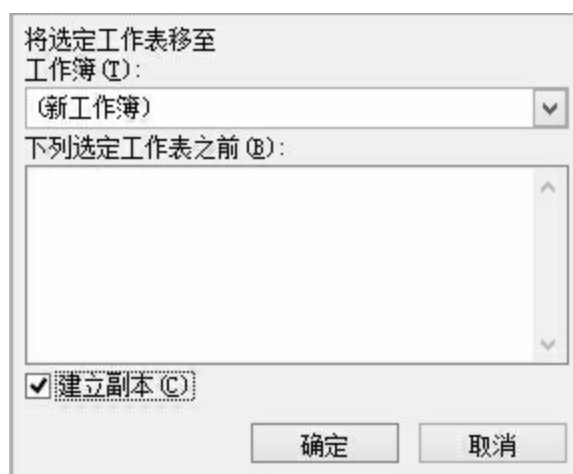 将选定工作表移至
工作簿(T):
(新工作簿)
下列选定工作表之前(B):
建立副本(C)
确定
取消